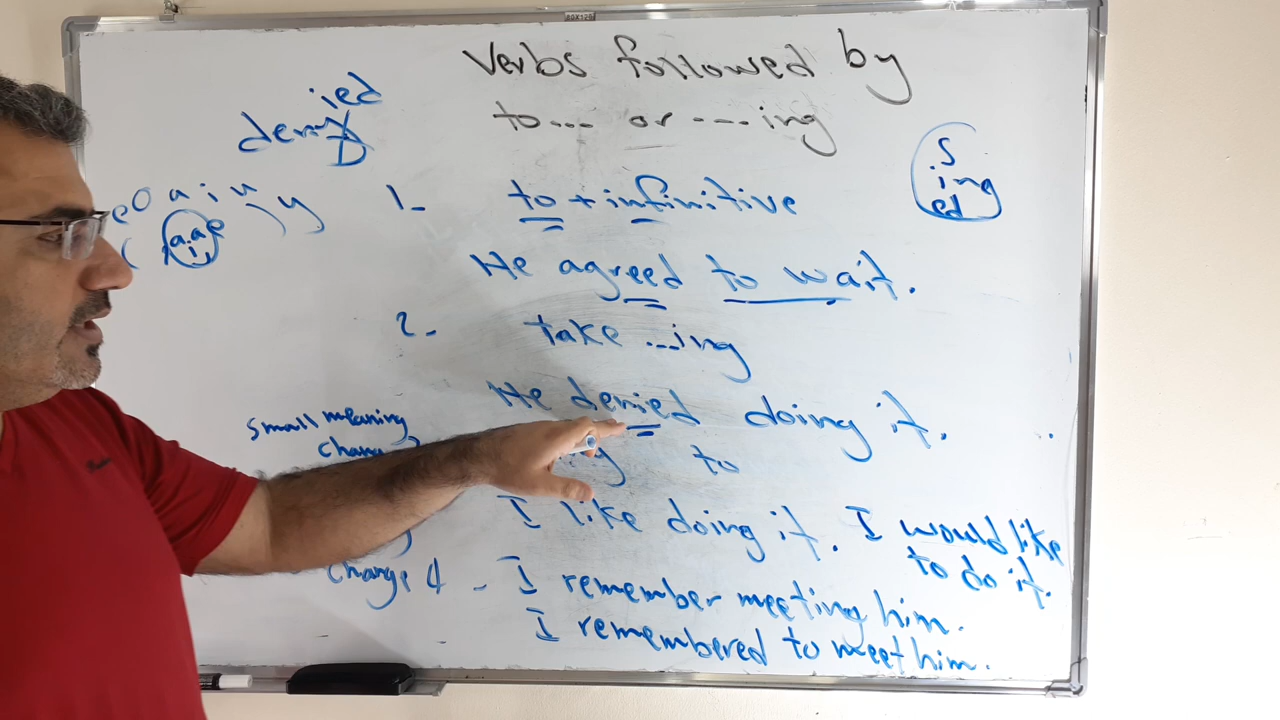 Verbs followed by
to... or ....ing
ied
deny
s
ing
ed
e o a i u
y
1- to + infinitive
He agreed to wait.
2- take ...ing
He denied doing it.
Small meaning
to
I like doing it. I would like
to do it.
change 4 - I remember meeting him.
I remembered to meet him.